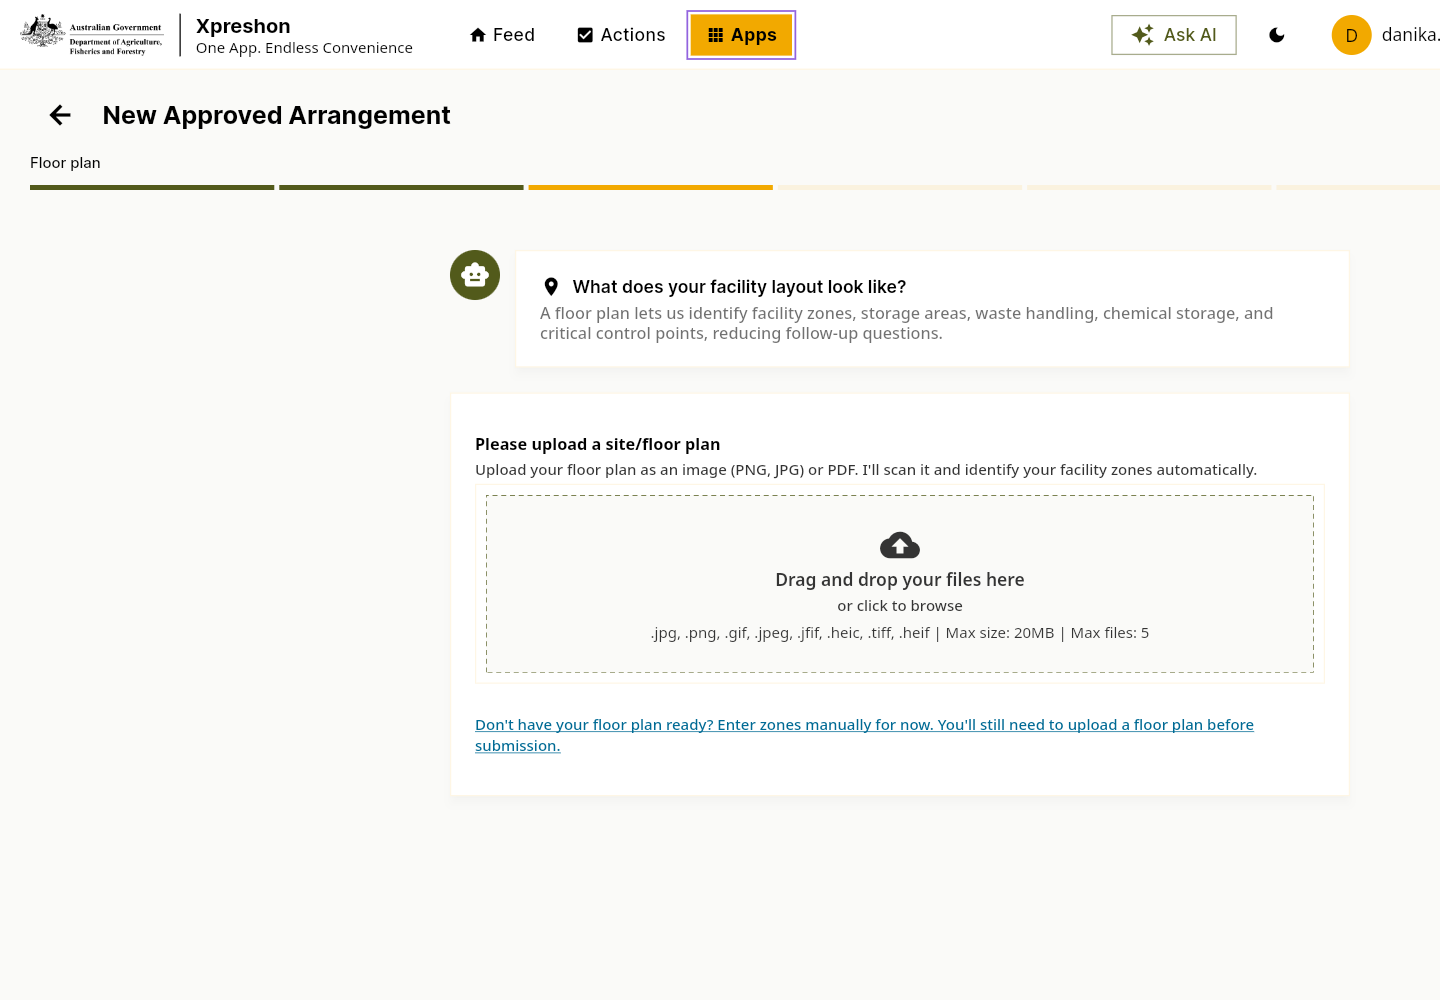 Australian Government
Department of Agriculture,
Fisheries and Forestry
Xpreshon
One App. Endless Convenience
Feed
Actions
Apps
Ask AI
D
danika.
New Approved Arrangement
Floor plan
What does your facility layout look like?
A floor plan lets us identify facility zones, storage areas, waste handling, chemical storage, and
critical control points, reducing follow-up questions.
Please upload a site/floor plan
Upload your floor plan as an image (PNG, JPG) or PDF. I'll scan it and identify your facility zones automatically.
Drag and drop your files here
or click to browse
.jpg, .png, .gif, .jpeg, .jfif, .heic, .tiff, .heif | Max size: 20MB | Max files: 5
Don't have your floor plan ready? Enter zones manually for now. You'll still need to upload a floor plan before
submission.